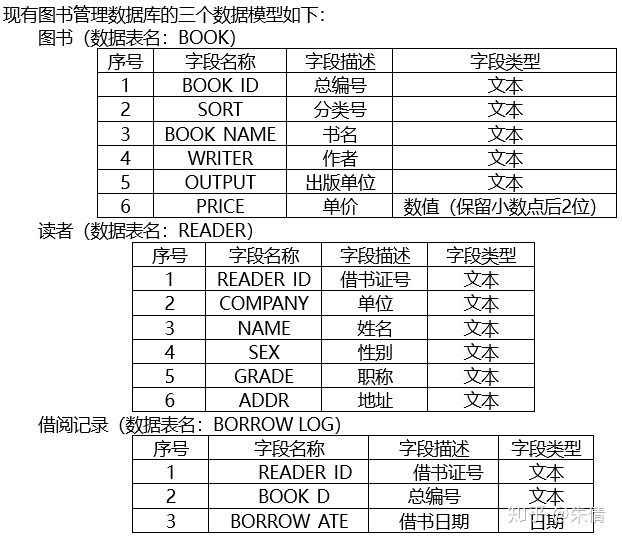 现有图书管理数据库的三个数据模型如下：
图书（数据表名：BOOK）
序号 字段名称 字段描述 字段类型
1 BOOK ID 总编号 文本
2 SORT 分类号 文本
3 BOOK NAME 书名 文本
4 WRITER 作者 文本
5 OUTPUT 出版单位 文本
6 PRICE 单价 数值（保留小数点后2位）
读者（数据表名：READER）
序号 字段名称 字段描述 字段类型
1 READER ID 借书证号 文本
2 COMPANY 单位 文本
3 NAME 姓名 文本
4 SEX 性别 文本
5 GRADE 职称 文本
6 ADDR 地址 文本
借阅记录（数据表名：BORROW LOG）
序号 字段名称 字段描述 字段类型
1 READER ID 借书证号 文本
2 BOOK D 总编号 文本
3 BORROW ATE 借书日期 日期
知乎 @朱倩